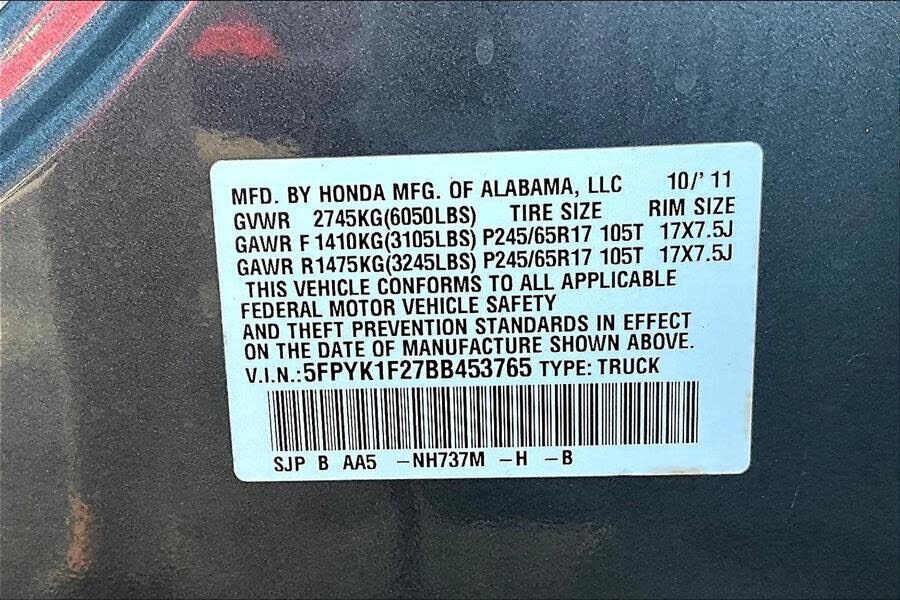 MFD. BY HONDA MFG. OF ALABAMA, LLC 10/'11
GVWR 2745KG(6050LBS) TIRE SIZE RIM SIZE
GAWR F 1410KG(3105LBS) P245/65R17 105T 17X7.5J
GAWR R1475KG(3245LBS) P245/65R17 105T 17X7.5J
THIS VEHICLE CONFORMS TO ALL APPLICABLE
FEDERAL MOTOR VEHICLE SAFETY
AND THEFT PREVENTION STANDARDS IN EFFECT
ON THE DATE OF MANUFACTURE SHOWN ABOVE.
V.I.N.:5FPYK1F27BB453765 TYPE: TRUCK
SJP B AA5 –NH737M –H –B